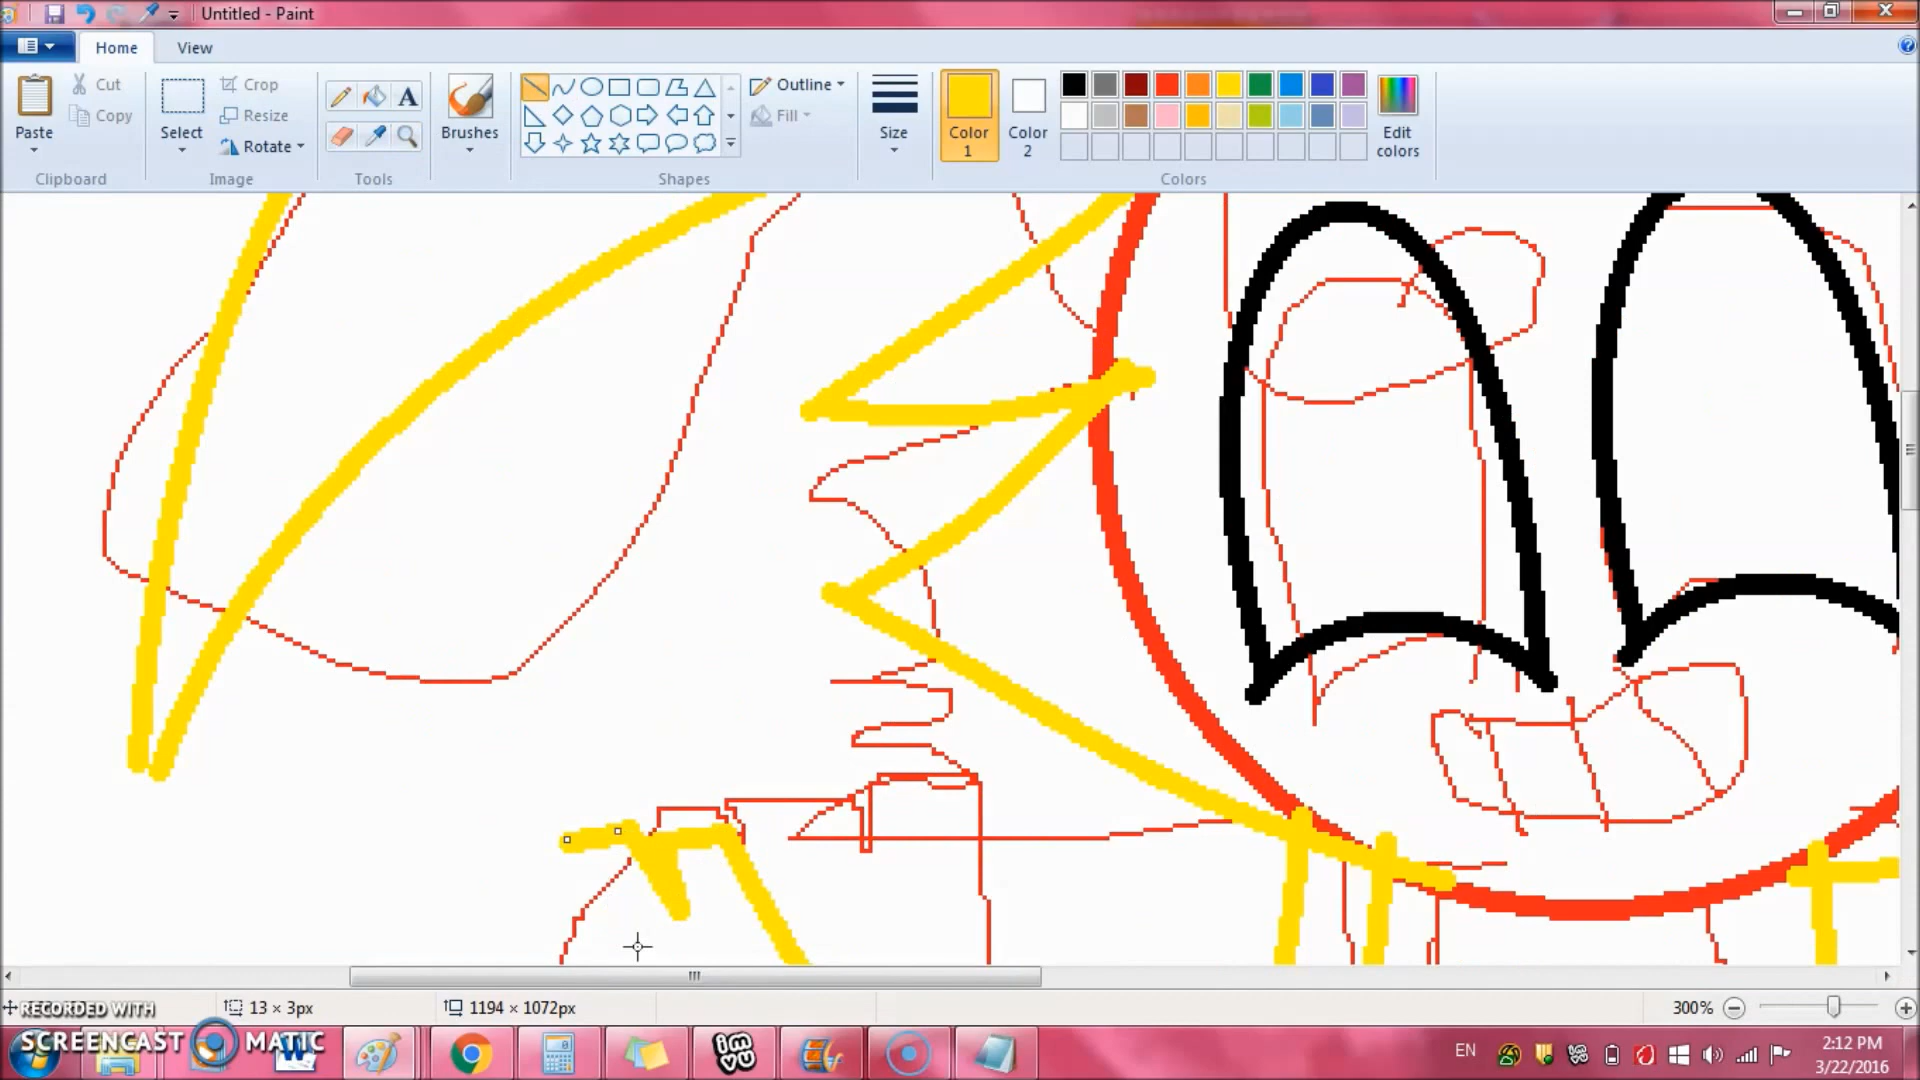 Untitled - Paint
Home
View
Paste
Cut
Copy
Clipboard
Select
Crop
Resize
Rotate
Image
A
Tools
Brushes
Outline
Fill
Shapes
Size
Color
1
Color
2
Edit
colors
Colors
RECORDED WITH
SCREENCAST MATIC
13 × 3px
1194 × 1072px
300%
W
imvu
EN
2:12 PM
3/22/2016